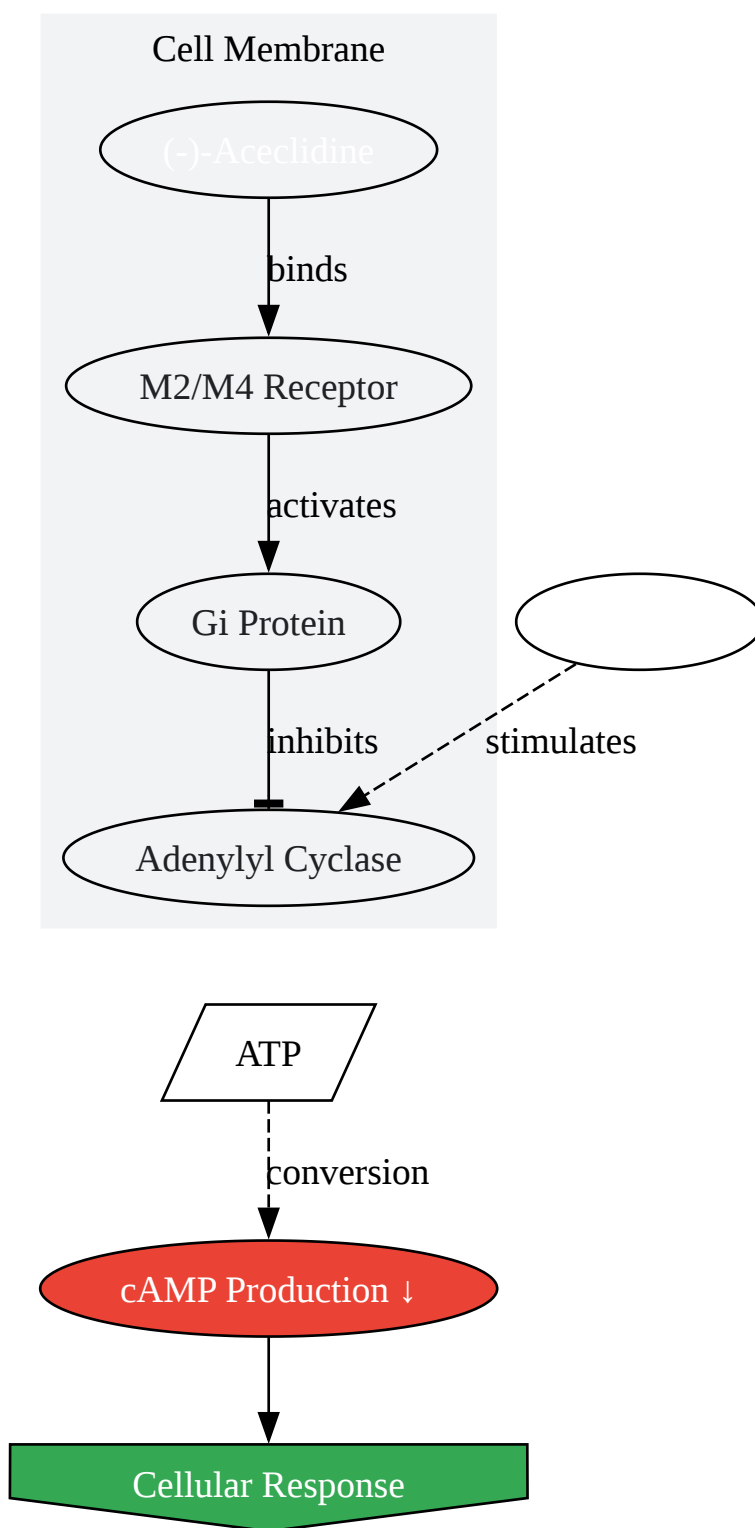 Cell Membrane
(-)-Aceclidine
binds
M2/M4 Receptor
activates
Gi Protein
inhibits
stimulates
Adenylyl Cyclase
ATP
conversion
cAMP Production ↓
Cellular Response